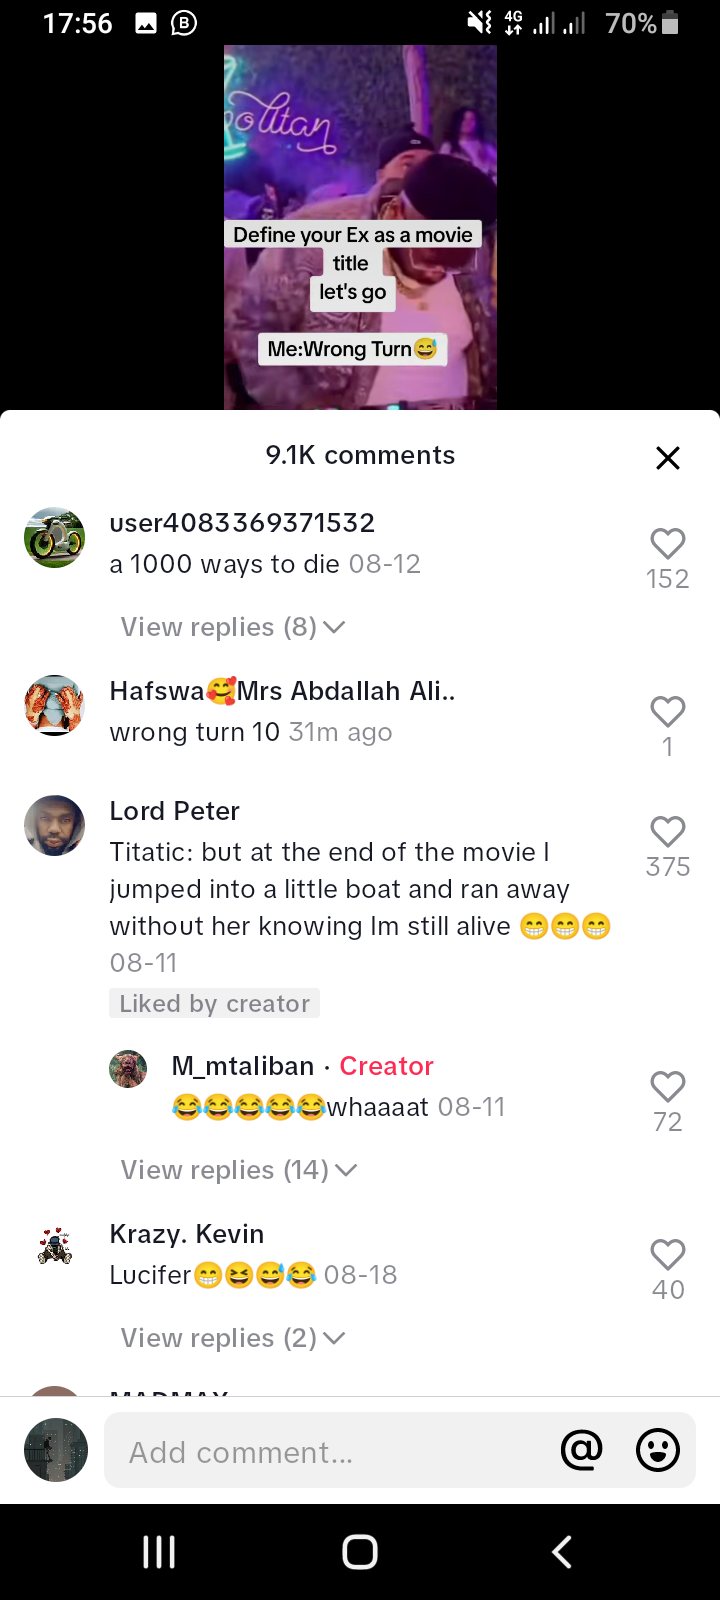 17:56
4G
70%
olitan
Define your Ex as a movie
title
let's go
Me:Wrong Turn😅
9.1K comments
user4083369371532
a 1000 ways to die 08-12
152
View replies (8)
Hafswa🥰Mrs Abdallah Ali..
wrong turn 10 31m ago
1
Lord Peter
Titatic: but at the end of the movie I
jumped into a little boat and ran away
without her knowing Im still alive 😁😁😁
08-11
375
Liked by creator
M_mtaliban · Creator
😂😂😂😂😂whaaaat 08-11
72
View replies (14)
Krazy. Kevin
Lucifer😁😆😅😂 08-18
40
View replies (2)
MADMAX
Add comment...